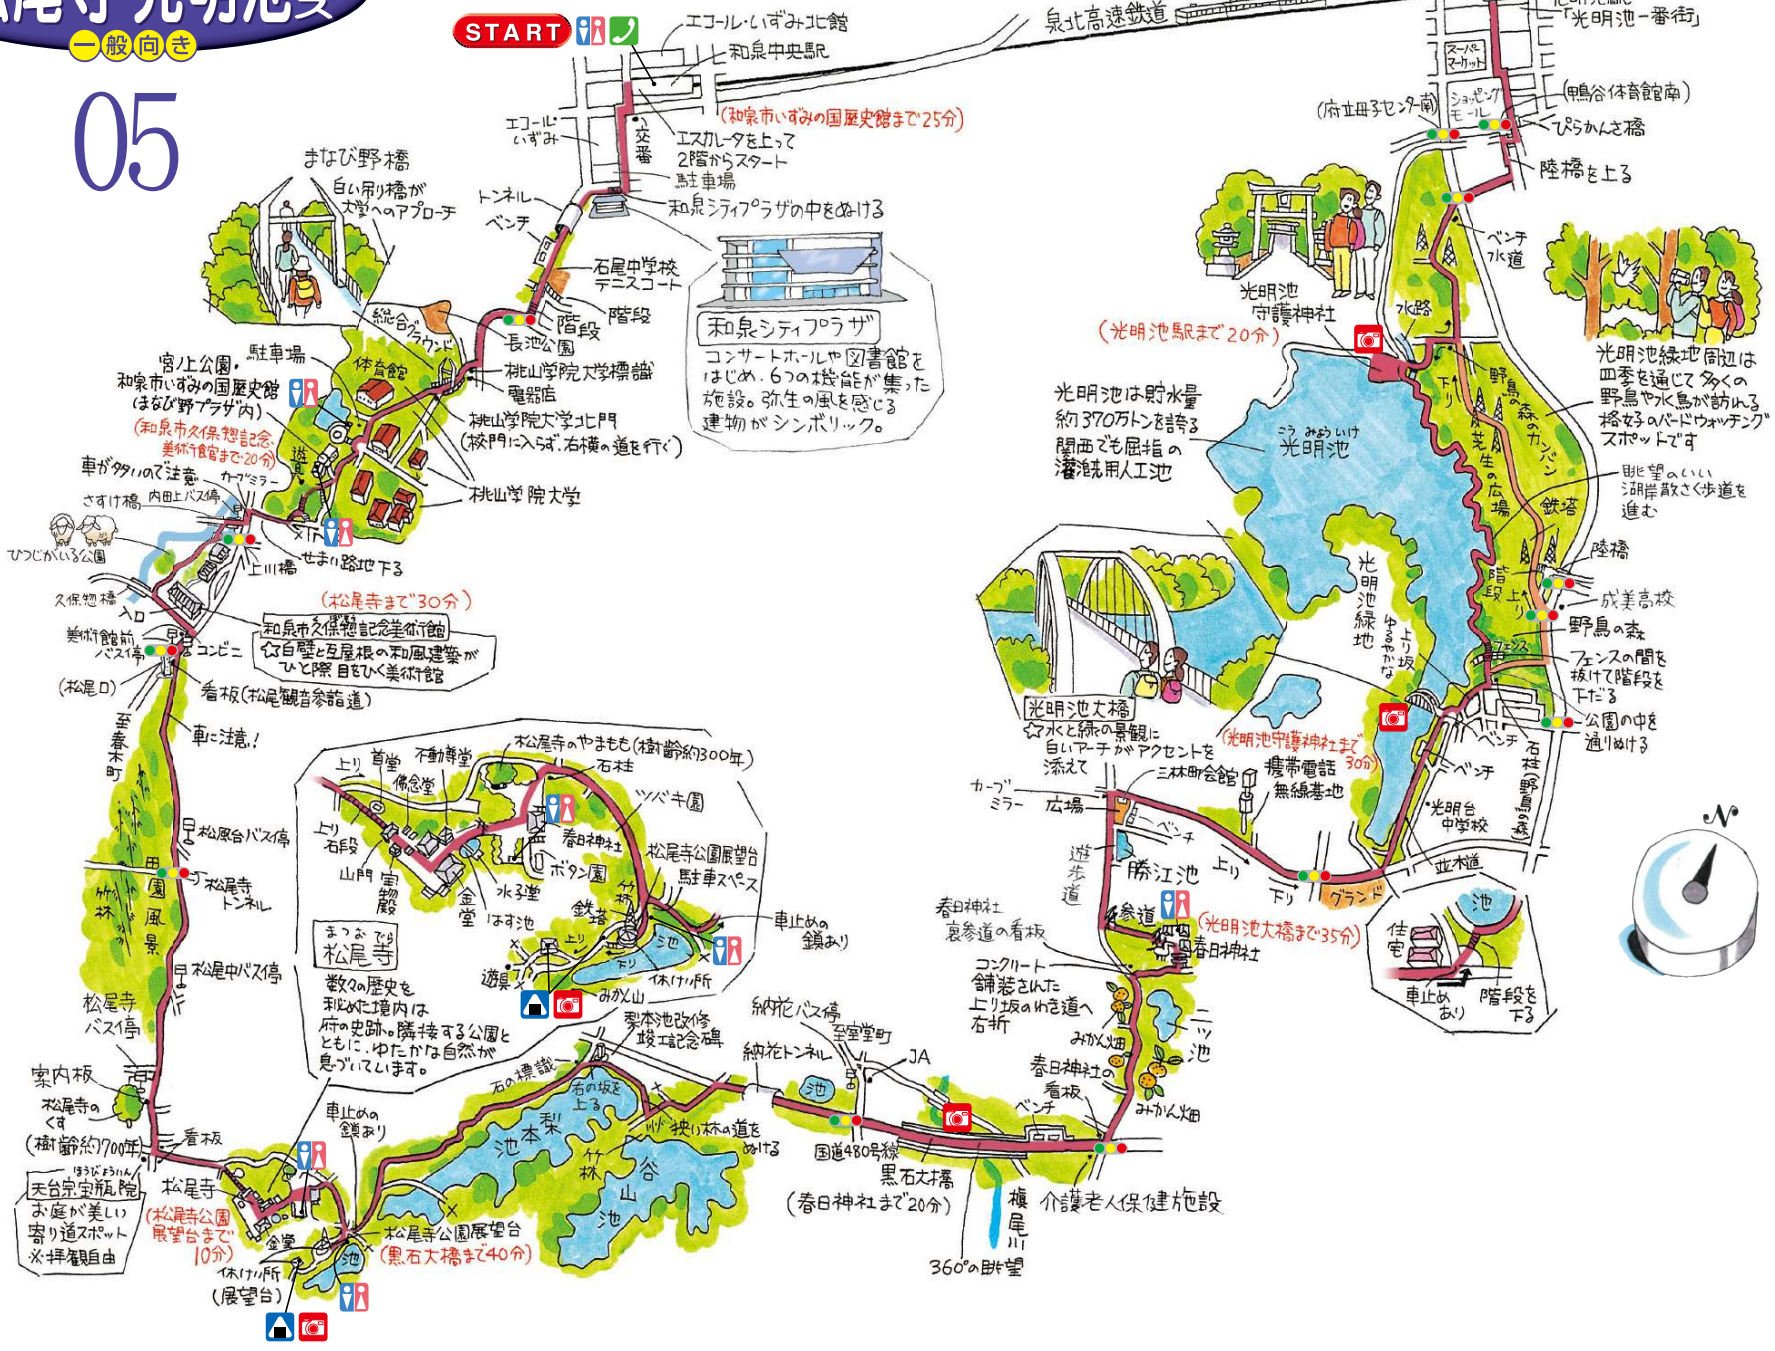 松尾寺・光明池
一般向き
05
START
エコール・いずみ北館
和泉中央駅
泉北高速鉄道
「光明池一番街」
スーパー
マーケット
ショッピング
モール
(鴨谷体育館南)
(府立母子センター南)
ぴらかんさ橋
陸橋を上る
エコール・
いずみ
交番
(和泉市いずみの国歴史館まで25分)
エスカレータを上って
2階からスタート
駐車場
和泉シティプラザの中をぬける
トンネル
ベンチ
石尾中学校
テニスコート
階段
階段
長池公園
桃山学院大学標識
電器店
桃山学院大学北門
(校門に入らず、右横の道を行く)
桃山学院大学
まなび野橋
白い吊り橋が
大学へのアプローチ
総合グラウンド
体育館
駐車場
宮ノ上公園・
和泉市いずみの国歴史館
(まなび野プラザ内)
(和泉市久保惣記念
美術館まで20分)
遊具
車が多いので注意
カーブミラー
内田上バス停
さすけ橋
ひつじがいる公園
せまい路地下る
上川橋
久保惣橋
入口
(松尾寺まで30分)
和泉市久保惣記念美術館
☆白壁と瓦屋根の和風建築が
ひと際目をひく美術館
美術館前
バス停
コンビニ
(松尾口)
看板(松尾観音参詣道)
至春木町
車に注意!
和泉シティプラザ
コンサートホールや図書館を
はじめ、6つの機能が集った
施設。弥生の風を感じる
建物がシンボリック。
松風台バス停
田園風景
竹林
松尾寺
トンネル
松尾中バス停
松尾寺
バス停
案内板
松尾寺の
くす
(樹齢約700年)
看板
ほうびょういん
天台宗宝瓶院
お庭が美しい
寄り道スポット
※拝観自由
松尾寺
(松尾寺公園
展望台まで
10分)
金堂
休けい所
(展望台)
池
車止めの
鎖あり
松尾寺公園展望台
(黒石大橋まで40分)
上り
首堂
不動尊堂
佛念堂
松尾寺のやまもも(樹齢約300年)
石柱
ツバキ園
上り
石段
山門
宝物殿
金堂
はす池
水子堂
春日神社
ボタン園
松尾寺公園展望台
駐車スペース
竹林
鉄塔
車止めの
鎖あり
上り
下り
池
遊具
休けい所
みかん山
まつおでら
松尾寺
数々の歴史を
秘めた境内は
府の史跡。隣接する公園と
ともに、ゆたかな自然が
息づいています。
梨本池改修
竣工記念碑
石の標識
右の坂を
上る
梨本池
竹林
狭い林の道を
ぬける
谷山池
納花トンネル
納花バス停
至室堂町
JA
池
国道480号線
黒石大橋
(春日神社まで20分)
ベンチ
槇尾川
360°の眺望
介護老人保健施設
みかん畑
春日神社の
看板
みかん畑
コンクリート
舗装された
上り坂のわき道へ
右折
春日神社
裏参道の看板
参道
春日神社
(光明池大橋まで35分)
遊歩道
勝江池
カーブ
ミラー
広場
三林町会館
ベンチ
上り
下り
携帯電話
無線基地
グランド
並木道
光明台
中学校
ベンチ
石柱(野鳥の森)
池
住宅
車止め
あり
階段を
下る
光明池大橋
☆水と緑の景観に
白いアーチがアクセントを
添えて
(光明池守護神社まで
30分)
光明池緑地
ゆるやかな
上り坂
フェンス
ベンチ
公園の中を
通りぬける
フェンスの間を
抜けて階段を
下だる
野鳥の森
成美高校
陸橋
階段
上り
鉄塔
眺望のいい
湖岸散さく歩道を
進む
芝生の広場
野鳥の森のカンバン
下り
水路
ベンチ
水道
光明池
守護神社
(光明池駅まで20分)
光明池は貯水量
約370万トンを誇る
関西でも屈指の
灌漑用人工池
こうみょういけ
光明池
光明池緑地周辺は
四季を通じて多くの
野鳥や水鳥が訪れる
格好のバードウォッチング
スポットです
N